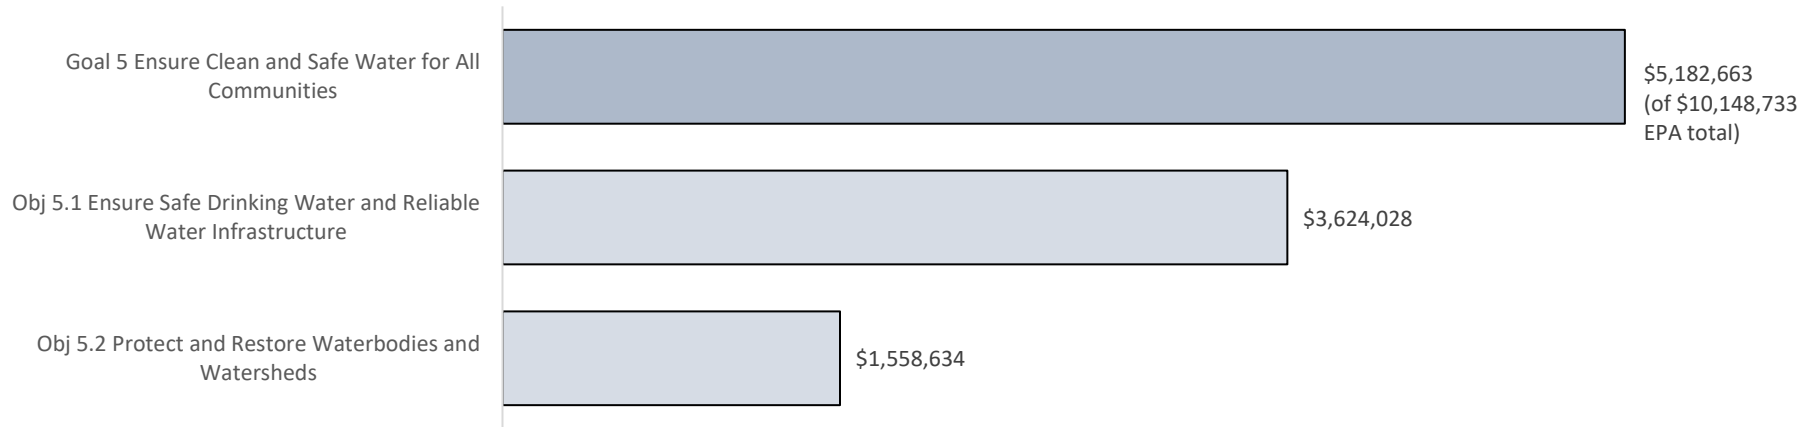 Goal 5 Ensure Clean and Safe Water for All
Communities
$5,182,663
(of $10,148,733
EPA total)
Obj 5.1 Ensure Safe Drinking Water and Reliable
Water Infrastructure
$3,624,028
Obj 5.2 Protect and Restore Waterbodies and
Watersheds
$1,558,634